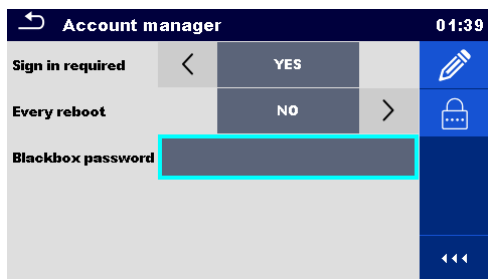 Account manager 01:39
Sign in required YES
Every reboot NO
Blackbox password